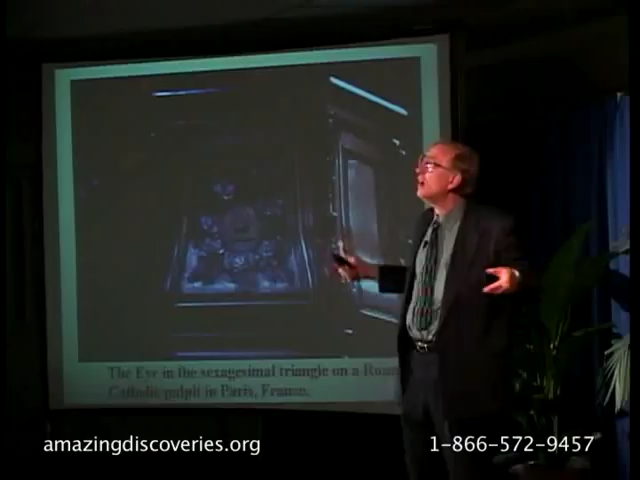 The Eye in the sexagesimal triangle on a Roman
Catholic pulpit in Paris, France.
amazingdiscoveries.org 1-866-572-9457